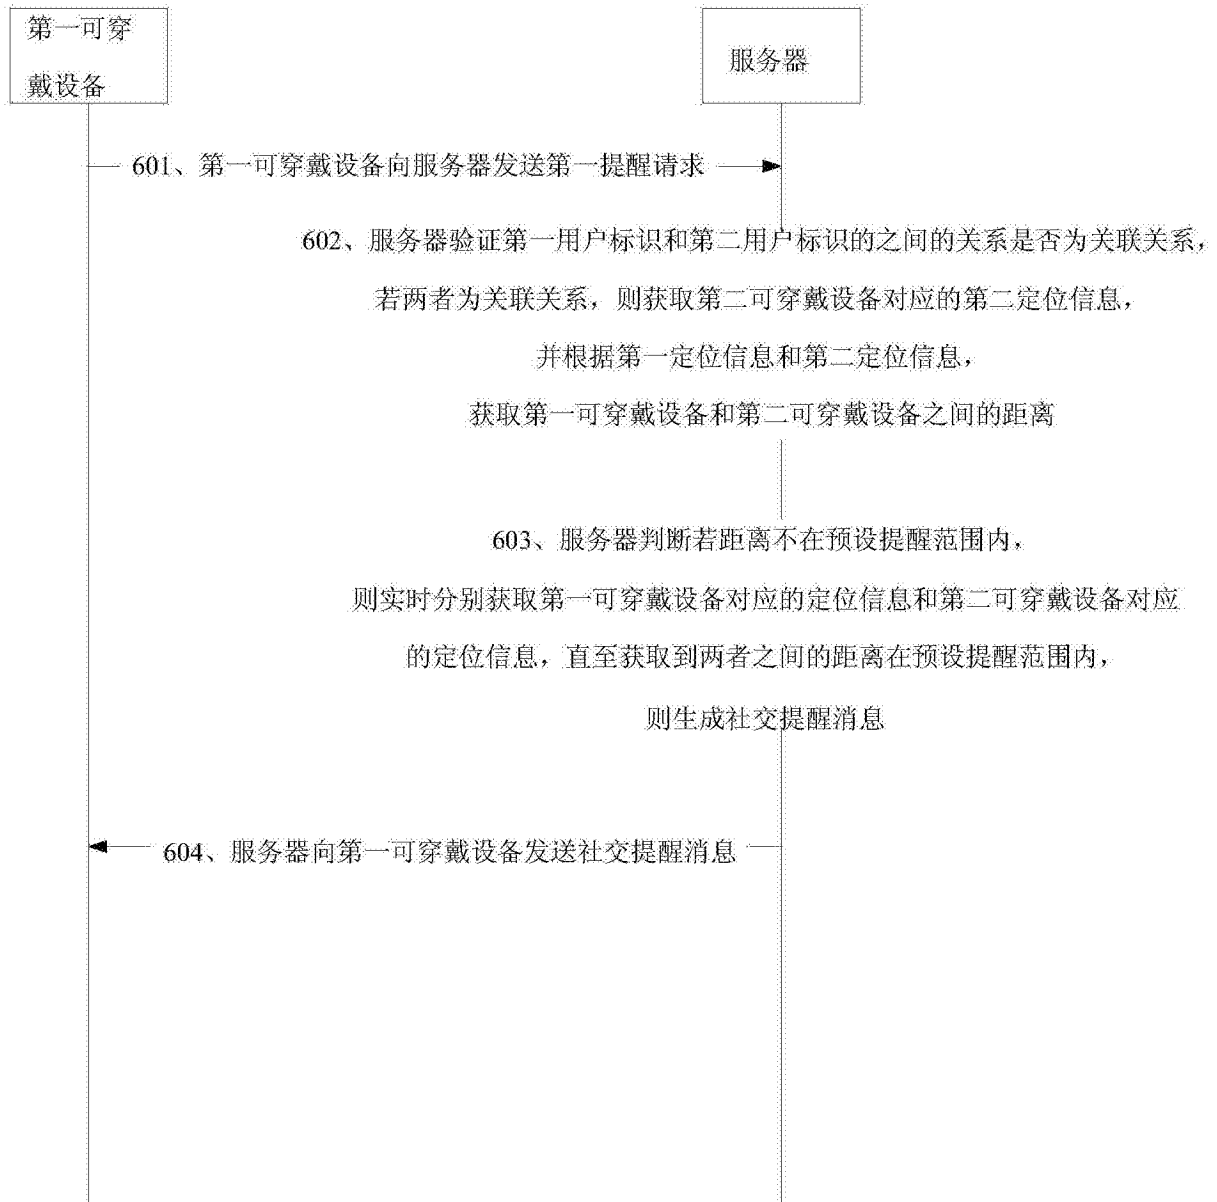 第一可穿
戴设备
服务器
601、第一可穿戴设备向服务器发送第一提醒请求
602、服务器验证第一用户标识和第二用户标识的之间的关系是否为关联关系，
若两者为关联关系，则获取第二可穿戴设备对应的第二定位信息，
并根据第一定位信息和第二定位信息，
获取第一可穿戴设备和第二可穿戴设备之间的距离
603、服务器判断若距离不在预设提醒范围内，
则实时分别获取第一可穿戴设备对应的定位信息和第二可穿戴设备对应
的定位信息，直至获取到两者之间的距离在预设提醒范围内，
则生成社交提醒消息
604、服务器向第一可穿戴设备发送社交提醒消息